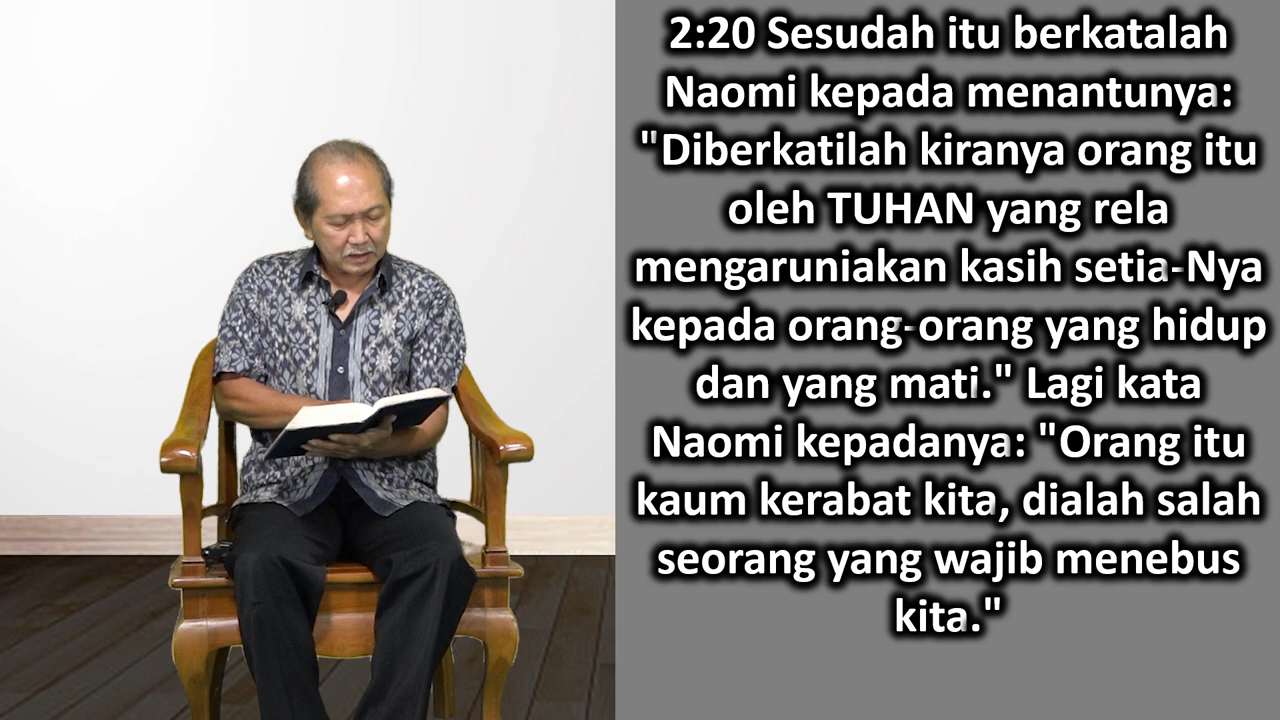 2:20 Sesudah itu berkatalah
Naomi kepada menantunya:
"Diberkatilah kiranya orang itu
oleh TUHAN yang rela
mengaruniakan kasih setia-Nya
kepada orang-orang yang hidup
dan yang mati." Lagi kata
Naomi kepadanya: "Orang itu
kaum kerabat kita, dialah salah
seorang yang wajib menebus
kita."